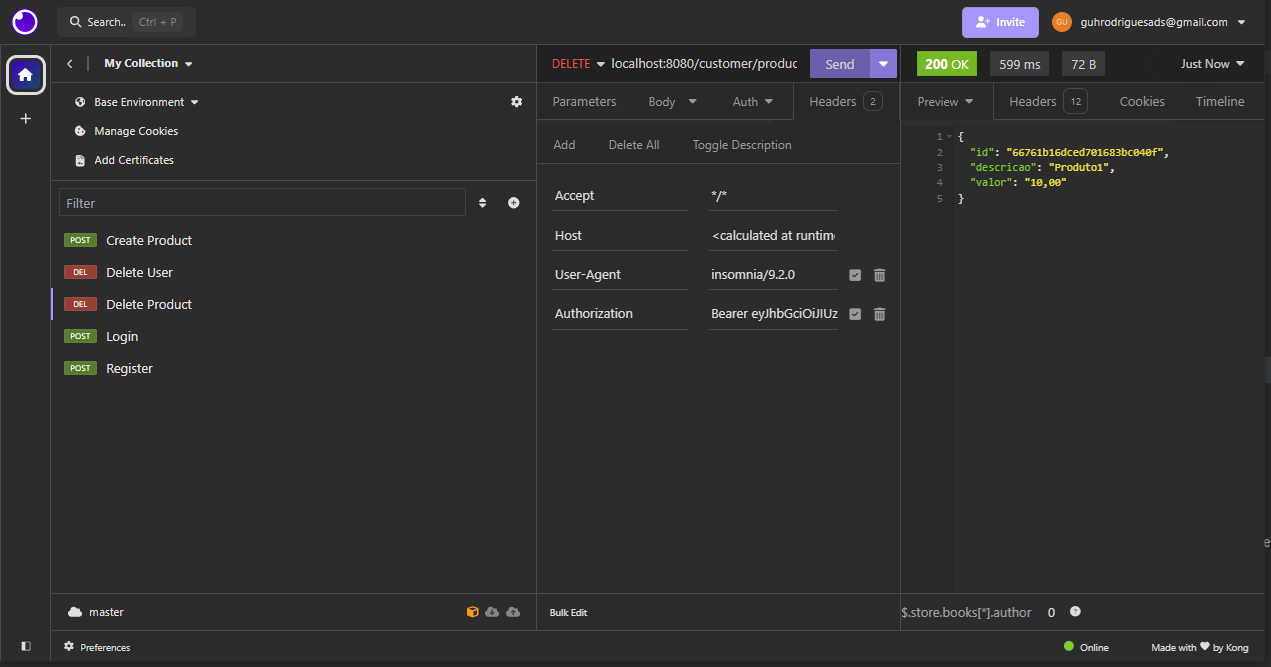 Search.. Ctrl + P
Invite
GU guhrodriguesads@gmail.com
My Collection
Base Environment
Manage Cookies
Add Certificates
Filter
POST Create Product
DEL Delete User
DEL Delete Product
POST Login
POST Register
master
DELETE localhost:8080/customer/produc Send
Parameters Body Auth Headers 2
Add Delete All Toggle Description
Accept */*
Host <calculated at runtime
User-Agent insomnia/9.2.0
Authorization Bearer eyJhbGciOiJIUz
Bulk Edit
200 OK 599 ms 72 B Just Now
Preview Headers 12 Cookies Timeline
1 {
2 "id": "66761b16dced701683bc040f",
3 "descricao": "Produto1",
4 "valor": "10,00"
5 }
$.store.books[*].author 0 ?
Preferences
Online Made with by Kong